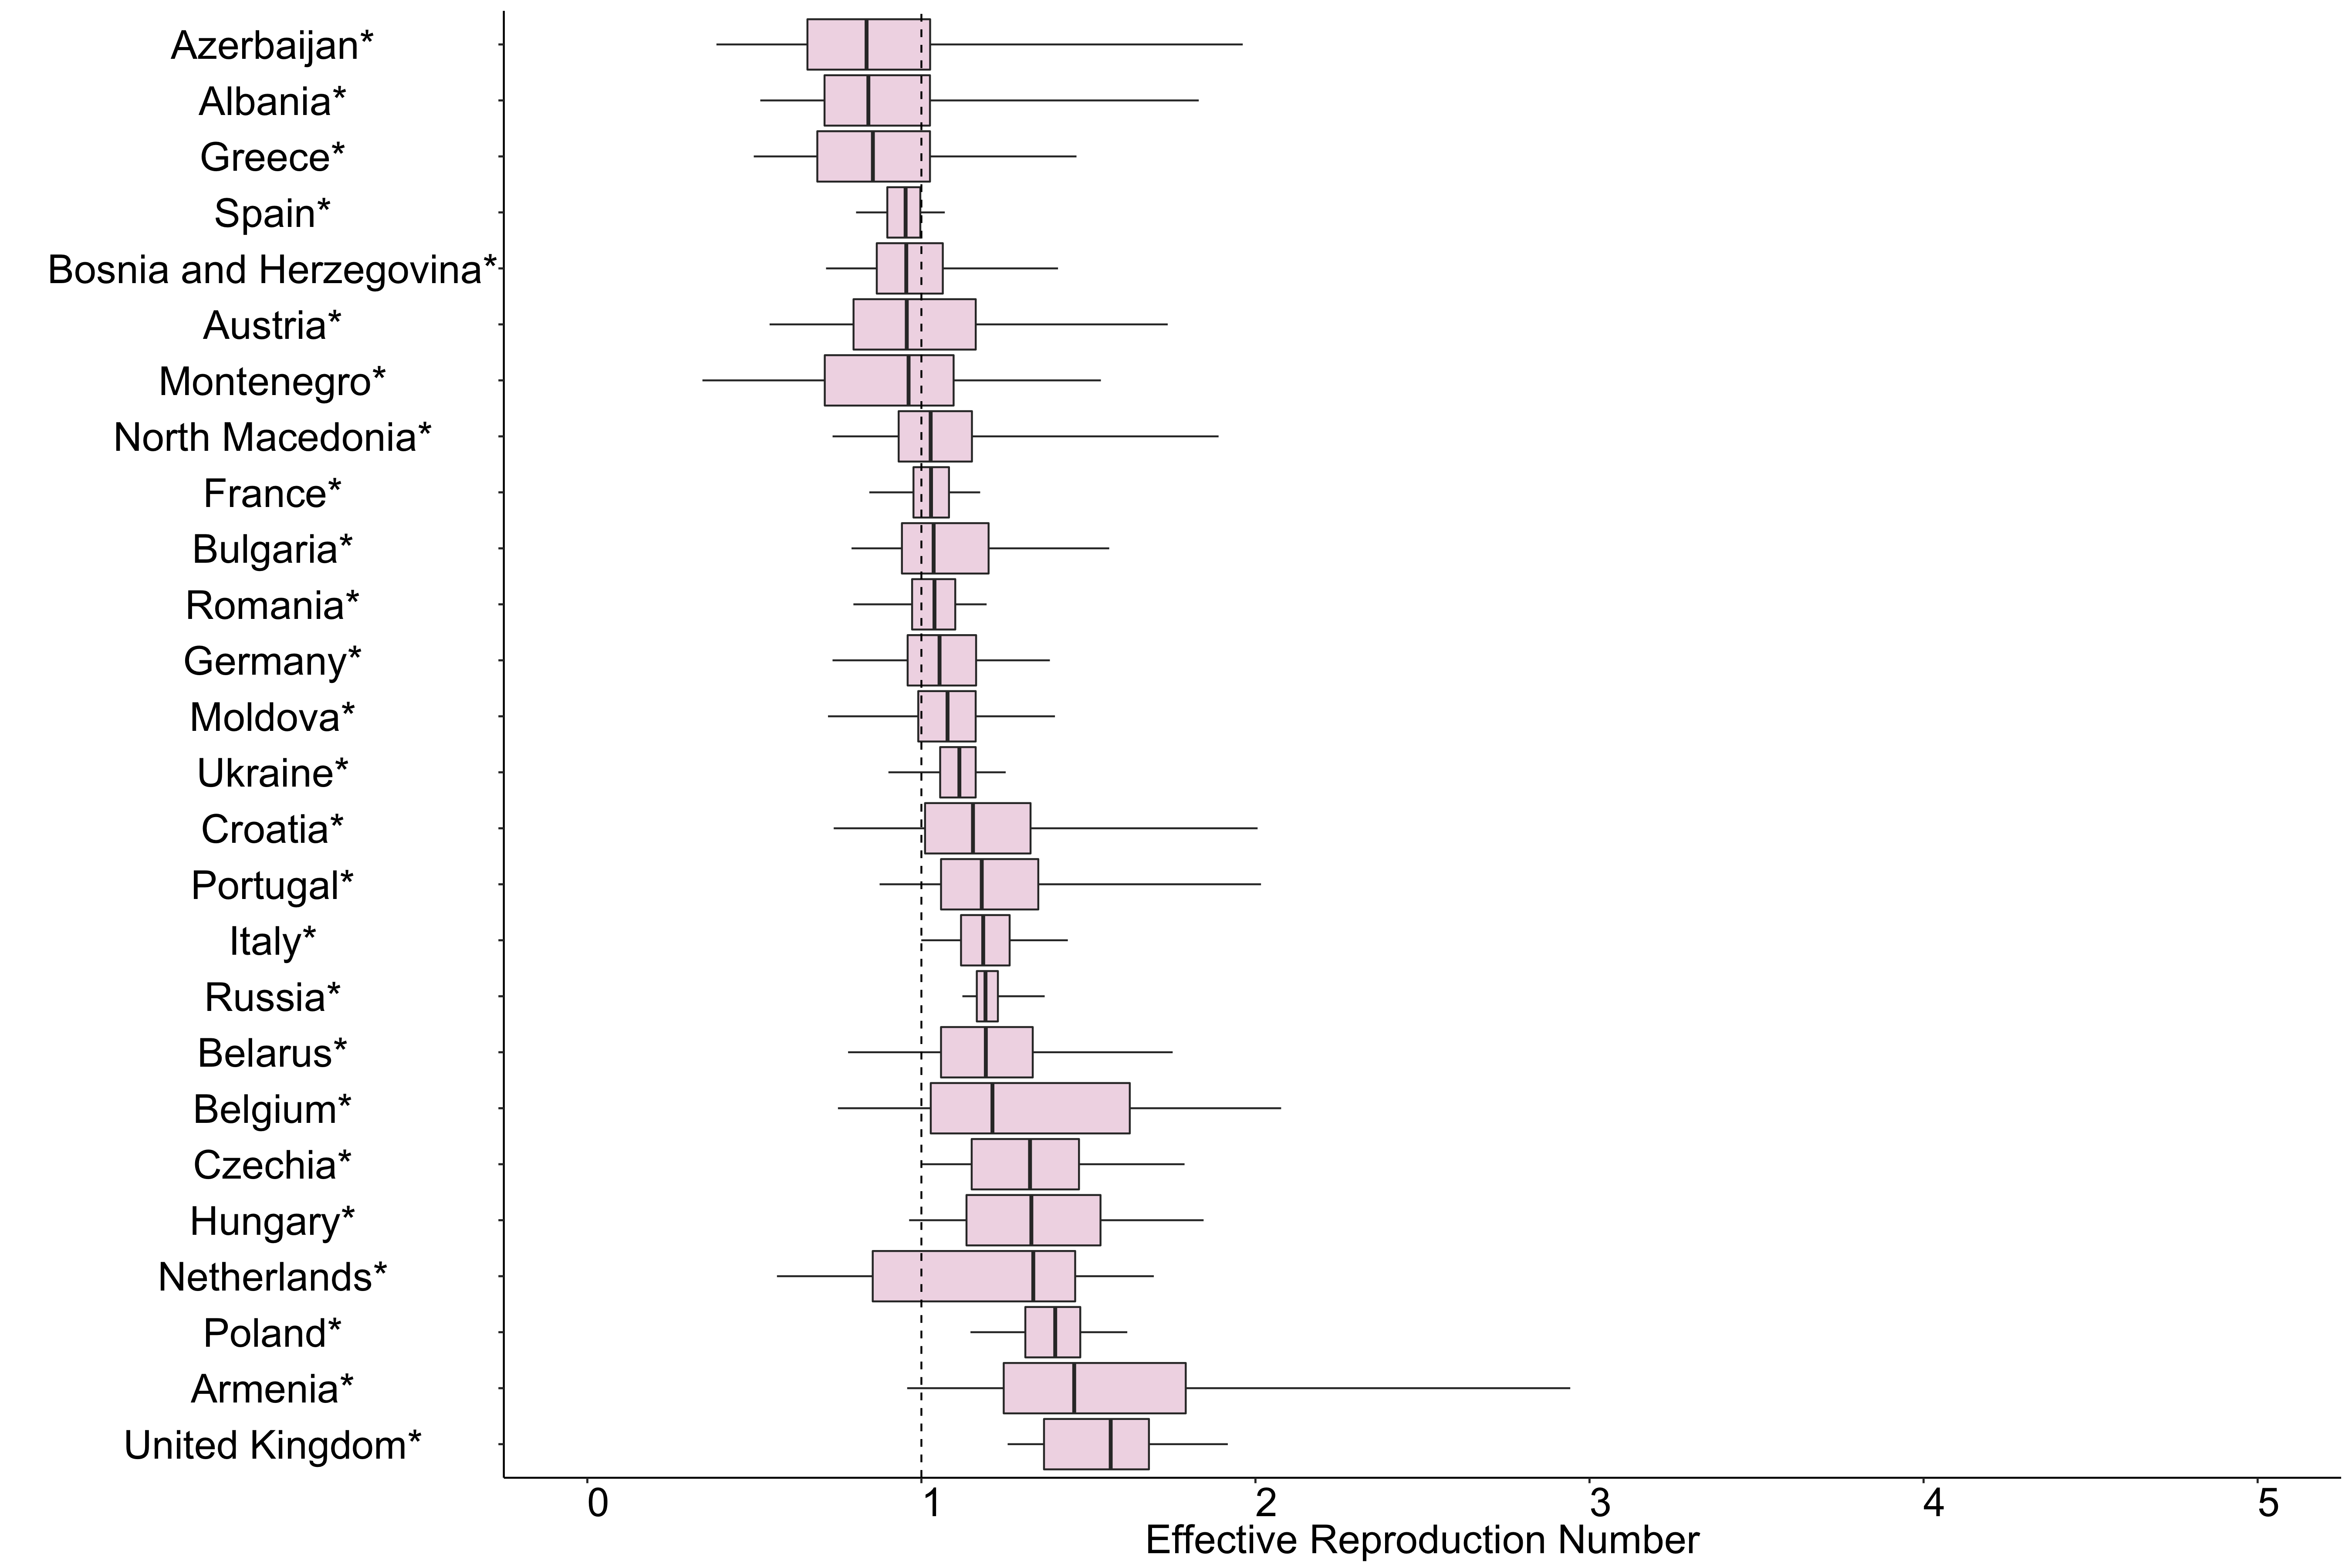 Azerbaijan*
Albania*
Greece*
Spain*
Bosnia and Herzegovina*
Austria*
Montenegro*
North Macedonia*
France*
Bulgaria*
Romania*
Germany*
Moldova*
Ukraine*
Croatia*
Portugal*
Italy*
Russia*
Belarus*
Belgium*
Czechia*
Hungary*
Netherlands*
Poland*
Armenia*
United Kingdom*
0 1 2 3 4 5
Effective Reproduction Number